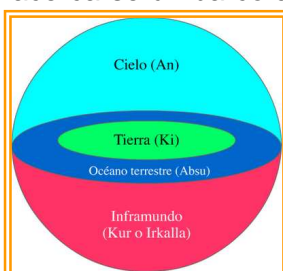 Cielo (An)
Tierra (Ki)
Océano terrestre (Absu)
Inframundo
(Kur o Irkalla)